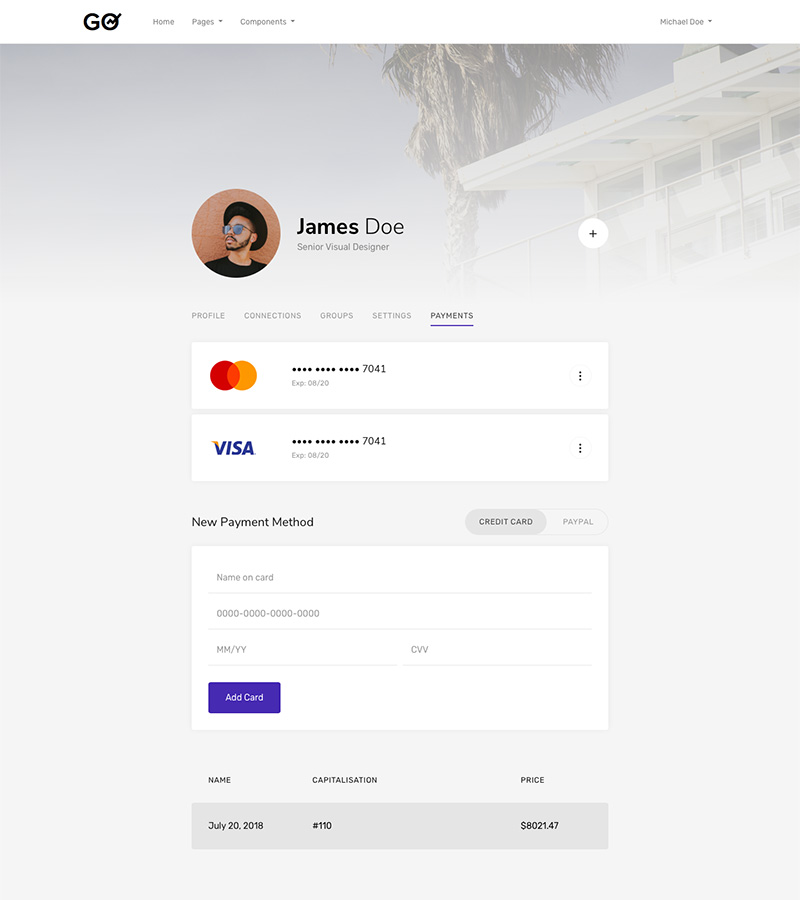 GO
Home Pages Components Michael Doe
James Doe
Senior Visual Designer
PROFILE CONNECTIONS GROUPS SETTINGS PAYMENTS
•••• •••• •••• 7041
Exp: 08/20
VISA
•••• •••• •••• 7041
Exp: 08/20
New Payment Method CREDIT CARD PAYPAL
Name on card
0000-0000-0000-0000
MM/YY CVV
Add Card
NAME CAPITALISATION PRICE
July 20, 2018 #110 $8021.47